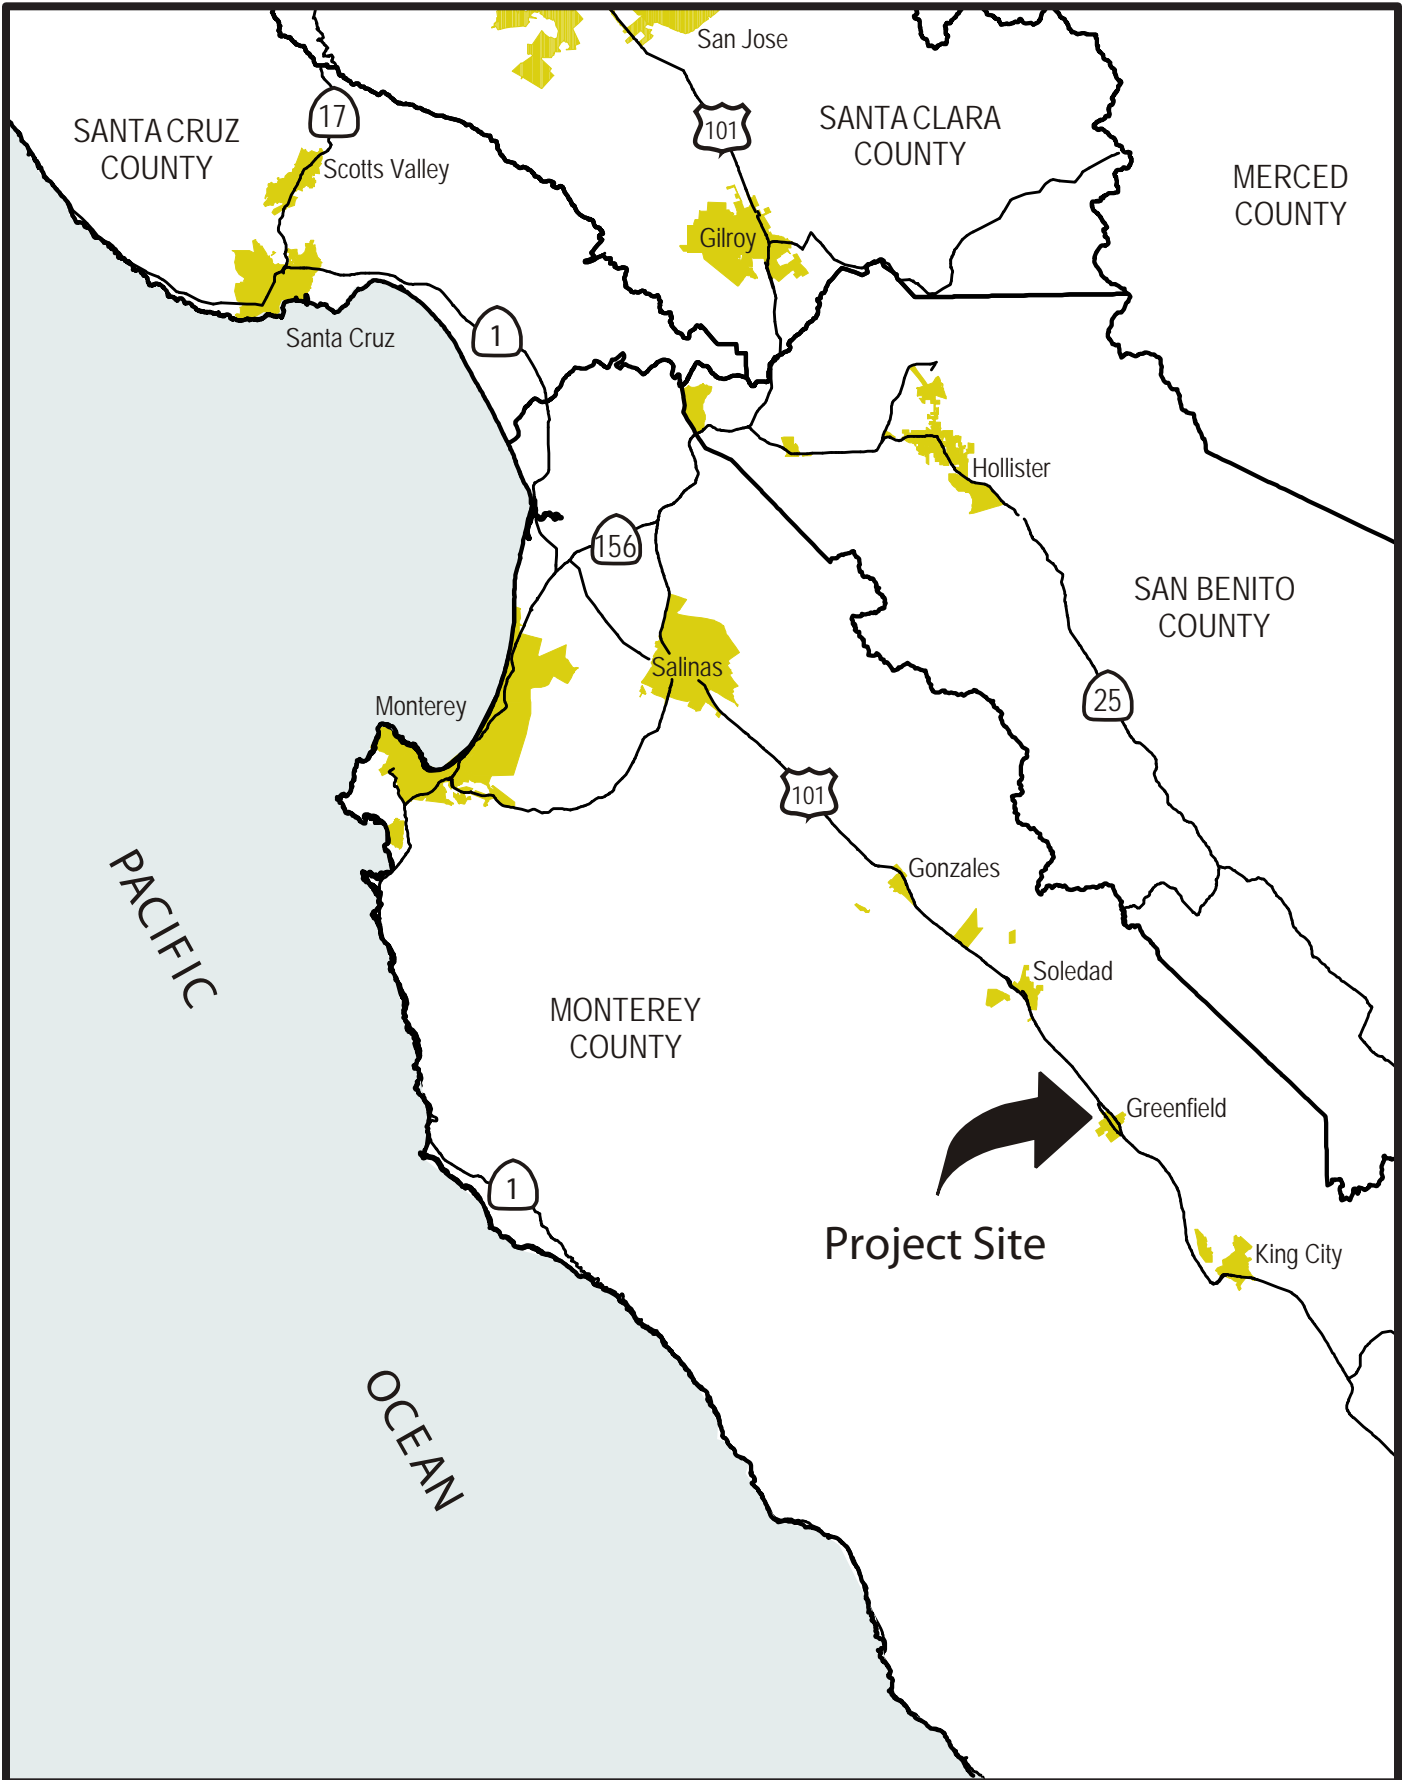 San Jose
17
SANTA CRUZ
COUNTY
101
SANTA CLARA
COUNTY
Scotts Valley
MERCED
COUNTY
Gilroy
Santa Cruz
1
Hollister
156
SAN BENITO
COUNTY
Salinas
Monterey
25
101
Gonzales
PACIFIC
Soledad
MONTEREY
COUNTY
Greenfield
1
Project Site
King City
OCEAN